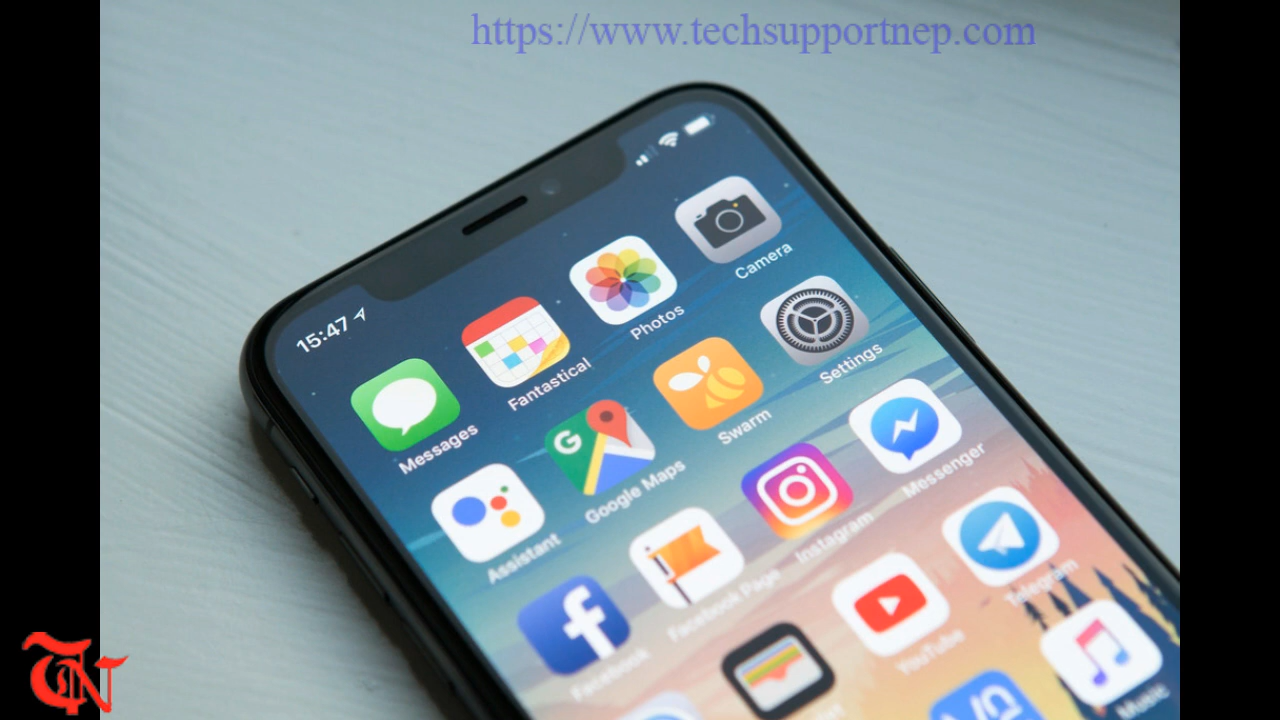 https://www.techsupportnep.com
15:47
Messages
Fantastical
Photos
Camera
Assistant
Google Maps
Swarm
Settings
Facebook
Facebook Page
Instagram
Messenger
YouTube
Telegram
Music